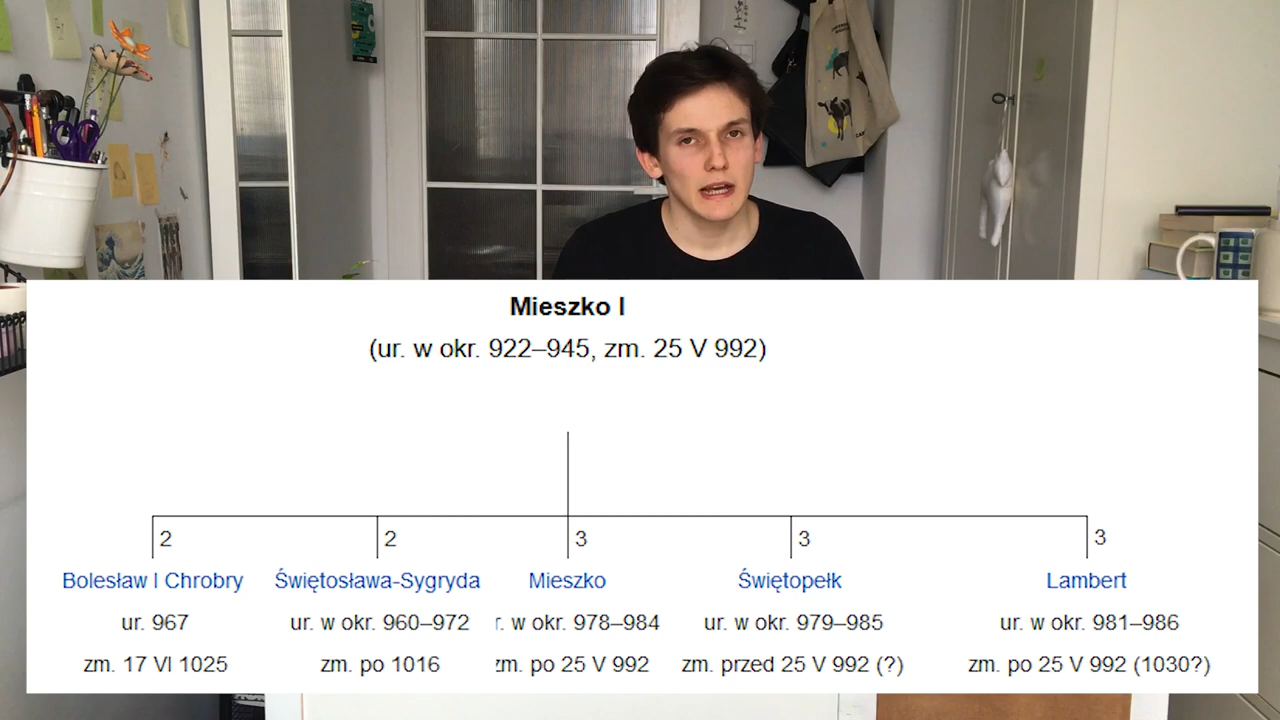 Mieszko I
(ur. w okr. 922–945, zm. 25 V 992)
2 2 3 3 3
Bolesław I Chrobry Świętosława-Sygryda Mieszko Świętopełk Lambert
ur. 967 ur. w okr. 960–972 r. w okr. 978–984 ur. w okr. 979–985 ur. w okr. 981–986
zm. 17 VI 1025 zm. po 1016 zm. po 25 V 992 zm. przed 25 V 992 (?) zm. po 25 V 992 (1030?)